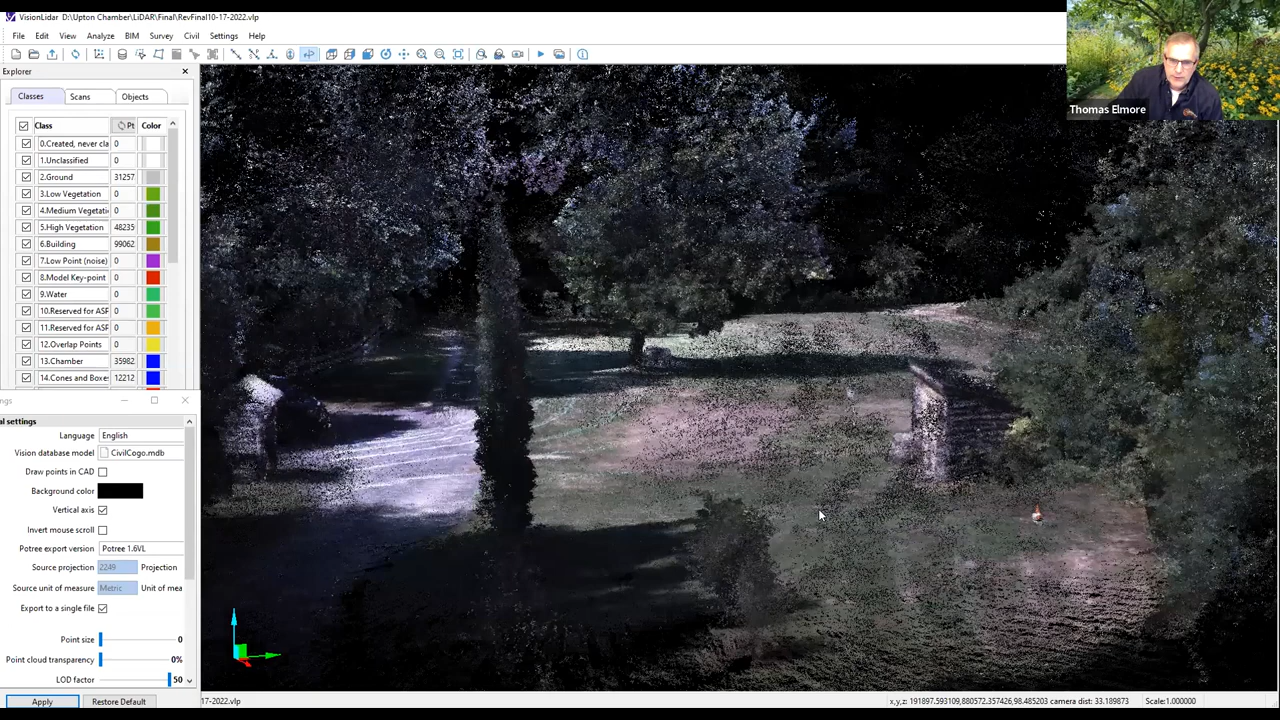 VisionLidar D:\Upton Chamber\LiDAR\Final\RevFinal10-17-2022.vlp
File Edit View Analyze BIM Survey Civil Settings Help
Thomas Elmore
Explorer
Classes Scans Objects
Class Pt Color
0.Created, never cla 0
1.Unclassified 0
2.Ground 31257
3.Low Vegetation 0
4.Medium Vegetati 0
5.High Vegetation 48235
6.Building 99062
7.Low Point (noise) 0
8.Model Key-point 0
9.Water 0
10.Reserved for ASP 0
11.Reserved for ASP 0
12.Overlap Points 0
13.Chamber 35982
14.Cones and Boxe 12212
ngs
al settings
Language English
Vision database model CivilCogo.mdb
Draw points in CAD
Background color
Vertical axis
Invert mouse scroll
Potree export version Potree 1.6VL
Source projection 2249 Projection
Source unit of measure Metric Unit of mea
Export to a single file
Point size 0
Point cloud transparency 0%
LOD factor 50
Apply Restore Default
17-2022.vlp x,y,z: 191897.593109,880572.357426,98.485203 camera dist: 33.189873 Scale:1.000000